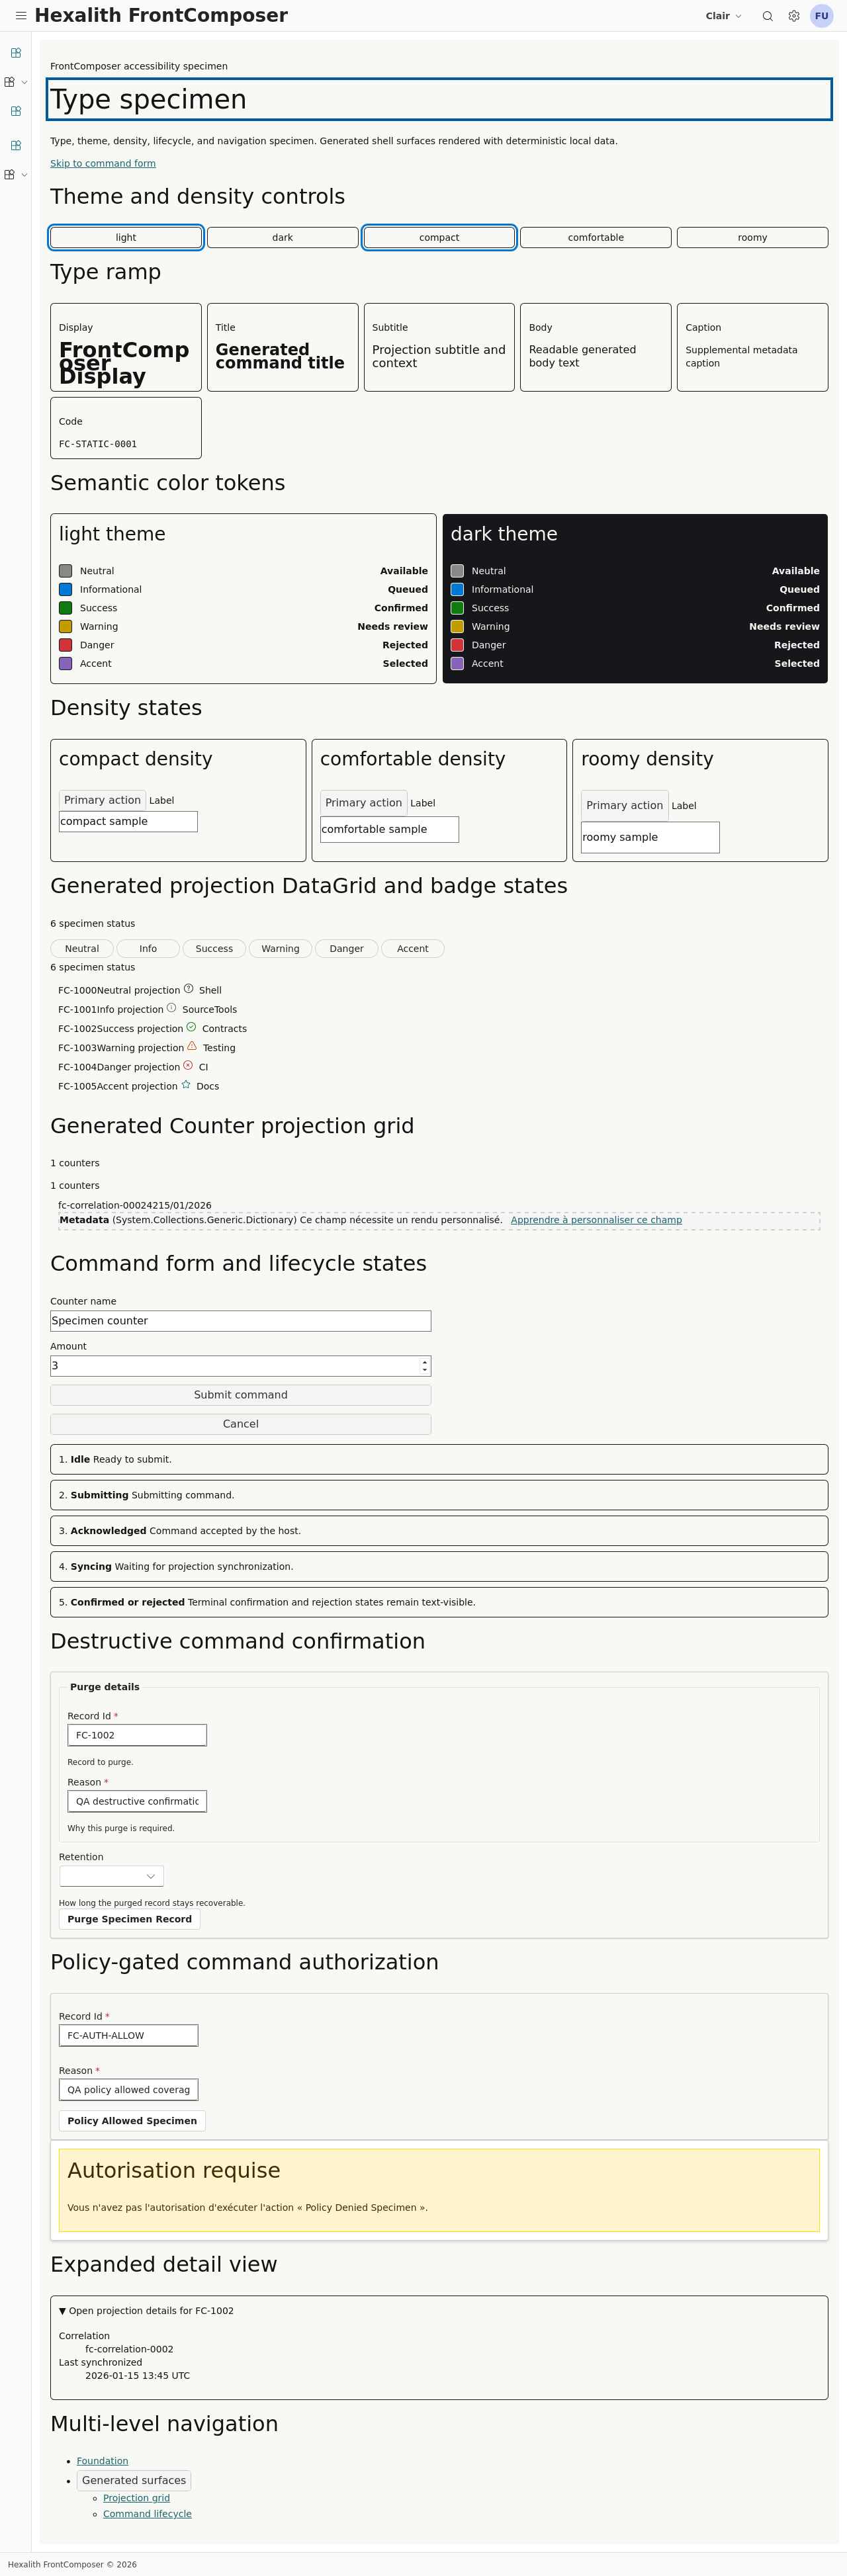 Hexalith FrontComposer
Clair
FU
FrontComposer accessibility specimen
Type specimen
Type, theme, density, lifecycle, and navigation specimen. Generated shell surfaces rendered with deterministic local data.
Skip to command form
Theme and density controls
light
dark
compact
comfortable
roomy
Type ramp
Display
FrontComp
oser
Display
Title
Generated
command title
Subtitle
Projection subtitle and
context
Body
Readable generated
body text
Caption
Supplemental metadata
caption
Code
FC-STATIC-0001
Semantic color tokens
light theme
Neutral Available
Informational Queued
Success Confirmed
Warning Needs review
Danger Rejected
Accent Selected
dark theme
Neutral Available
Informational Queued
Success Confirmed
Warning Needs review
Danger Rejected
Accent Selected
Density states
compact density
Primary action Label
compact sample
comfortable density
Primary action Label
comfortable sample
roomy density
Primary action Label
roomy sample
Generated projection DataGrid and badge states
6 specimen status
Neutral Info Success Warning Danger Accent
6 specimen status
FC-1000Neutral projection Shell
FC-1001Info projection SourceTools
FC-1002Success projection Contracts
FC-1003Warning projection Testing
FC-1004Danger projection CI
FC-1005Accent projection Docs
Generated Counter projection grid
1 counters
1 counters
fc-correlation-00024215/01/2026
Metadata (System.Collections.Generic.Dictionary) Ce champ nécessite un rendu personnalisé. Apprendre à personnaliser ce champ
Command form and lifecycle states
Counter name
Specimen counter
Amount
3
Submit command
Cancel
1. Idle Ready to submit.
2. Submitting Submitting command.
3. Acknowledged Command accepted by the host.
4. Syncing Waiting for projection synchronization.
5. Confirmed or rejected Terminal confirmation and rejection states remain text-visible.
Destructive command confirmation
Purge details
Record Id *
FC-1002
Record to purge.
Reason *
QA destructive confirmatic
Why this purge is required.
Retention
How long the purged record stays recoverable.
Purge Specimen Record
Policy-gated command authorization
Record Id *
FC-AUTH-ALLOW
Reason *
QA policy allowed coverag
Policy Allowed Specimen
Autorisation requise
Vous n'avez pas l'autorisation d'exécuter l'action « Policy Denied Specimen ».
Expanded detail view
▼ Open projection details for FC-1002
Correlation
fc-correlation-0002
Last synchronized
2026-01-15 13:45 UTC
Multi-level navigation
Foundation
Generated surfaces
Projection grid
Command lifecycle
Hexalith FrontComposer © 2026